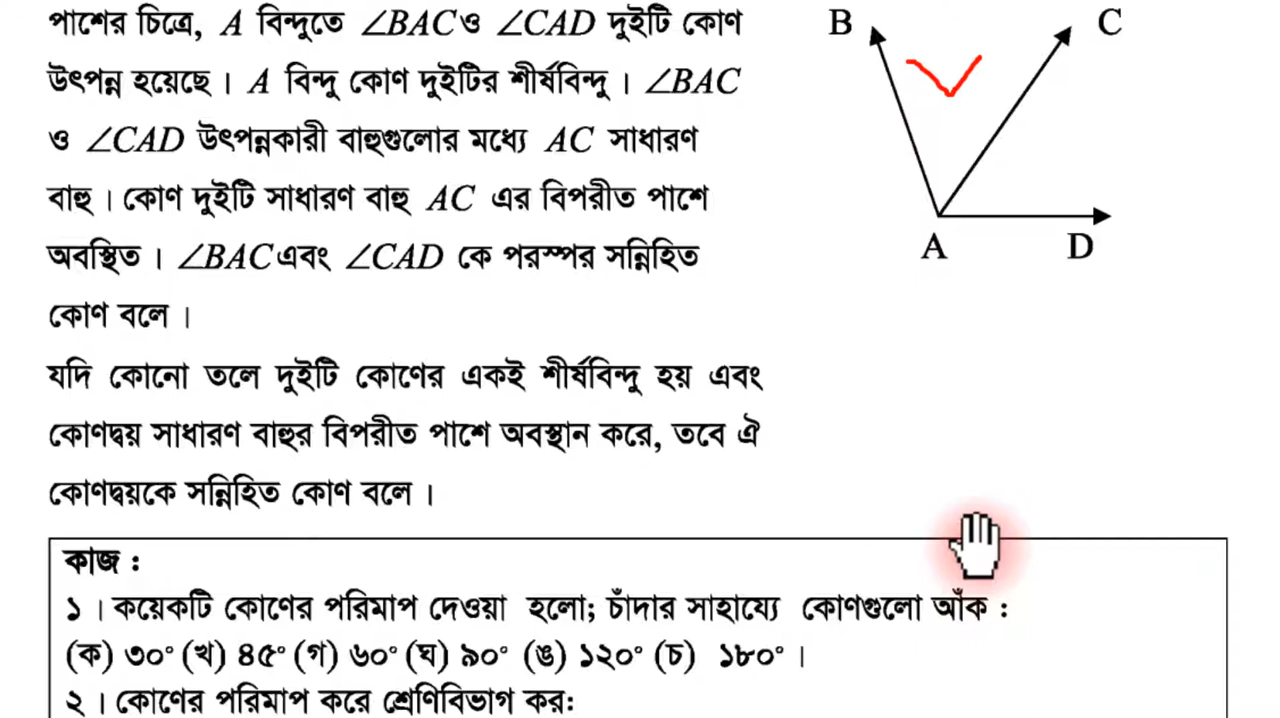 পাশের চিত্রে, A বিন্দুতে ∠BAC ও ∠CAD দুইটি কোণ
উৎপন্ন হয়েছে। A বিন্দু কোণ দুইটির শীর্ষবিন্দু। ∠BAC
ও ∠CAD উৎপন্নকারী বাহুগুলোর মধ্যে AC সাধারণ
বাহু। কোণ দুইটি সাধারণ বাহু AC এর বিপরীত পাশে
অবস্থিত। ∠BAC এবং ∠CAD কে পরস্পর সন্নিহিত
কোণ বলে।
যদি কোনো তলে দুইটি কোণের একই শীর্ষবিন্দু হয় এবং
কোণদ্বয় সাধারণ বাহুর বিপরীত পাশে অবস্থান করে, তবে ঐ
কোণদ্বয়কে সন্নিহিত কোণ বলে।
B
C
A
D
কাজ :
১। কয়েকটি কোণের পরিমাপ দেওয়া হলো; চাঁদার সাহায্যে কোণগুলো আঁক :
(ক) ৩০° (খ) ৪৫° (গ) ৬০° (ঘ) ৯০° (ঙ) ১২০° (চ) ১৮০°।
২। কোণের পরিমাপ করে শ্রেণিবিভাগ কর: